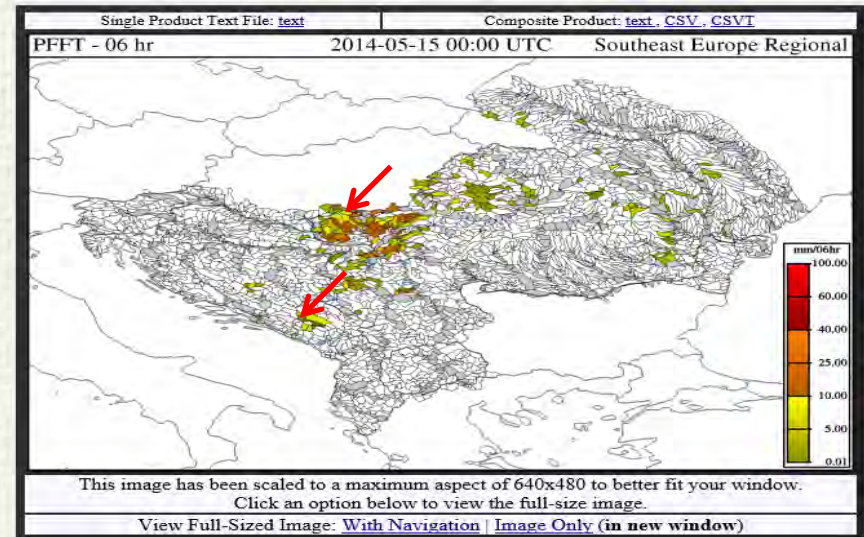 Single Product Text File: text
Composite Product: text , CSV , CSVT
PFFT - 06 hr
2014-05-15 00:00 UTC
Southeast Europe Regional
mm/06hr
100.00
60.00
40.00
25.00
10.00
5.00
0.01
This image has been scaled to a maximum aspect of 640x480 to better fit your window.
Click an option below to view the full-size image.
View Full-Sized Image: With Navigation | Image Only (in new window)